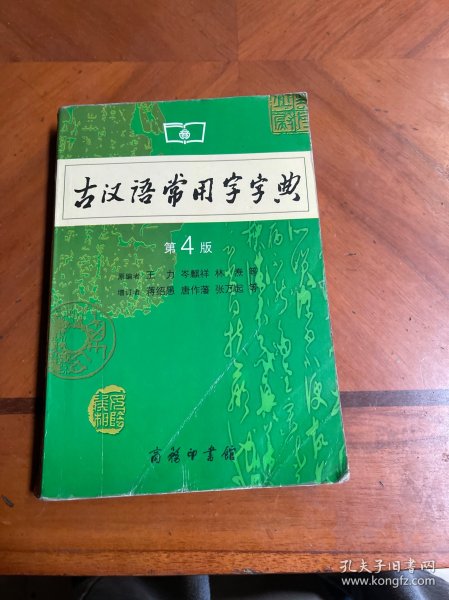 古汉语常用字字典
第4版
原编者 王 力 岑麒祥 林 焘 等
增订者 蒋绍愚 唐作藩 张万起 等
商务印书馆
孔夫子旧书网
www.kongfz.com